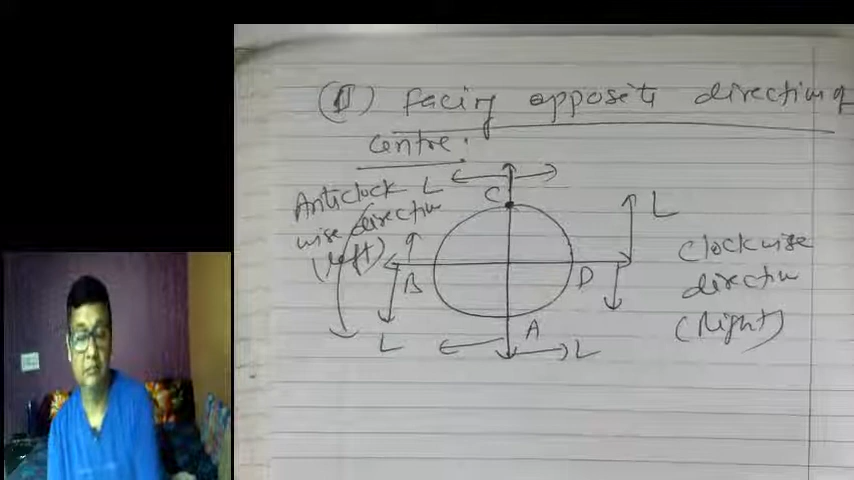 (II) facing opposite direction of
centre.
Anticlock L
wise direction
(left)
C
L
Clockwise
direction
(Right)
B
D
A
L
L